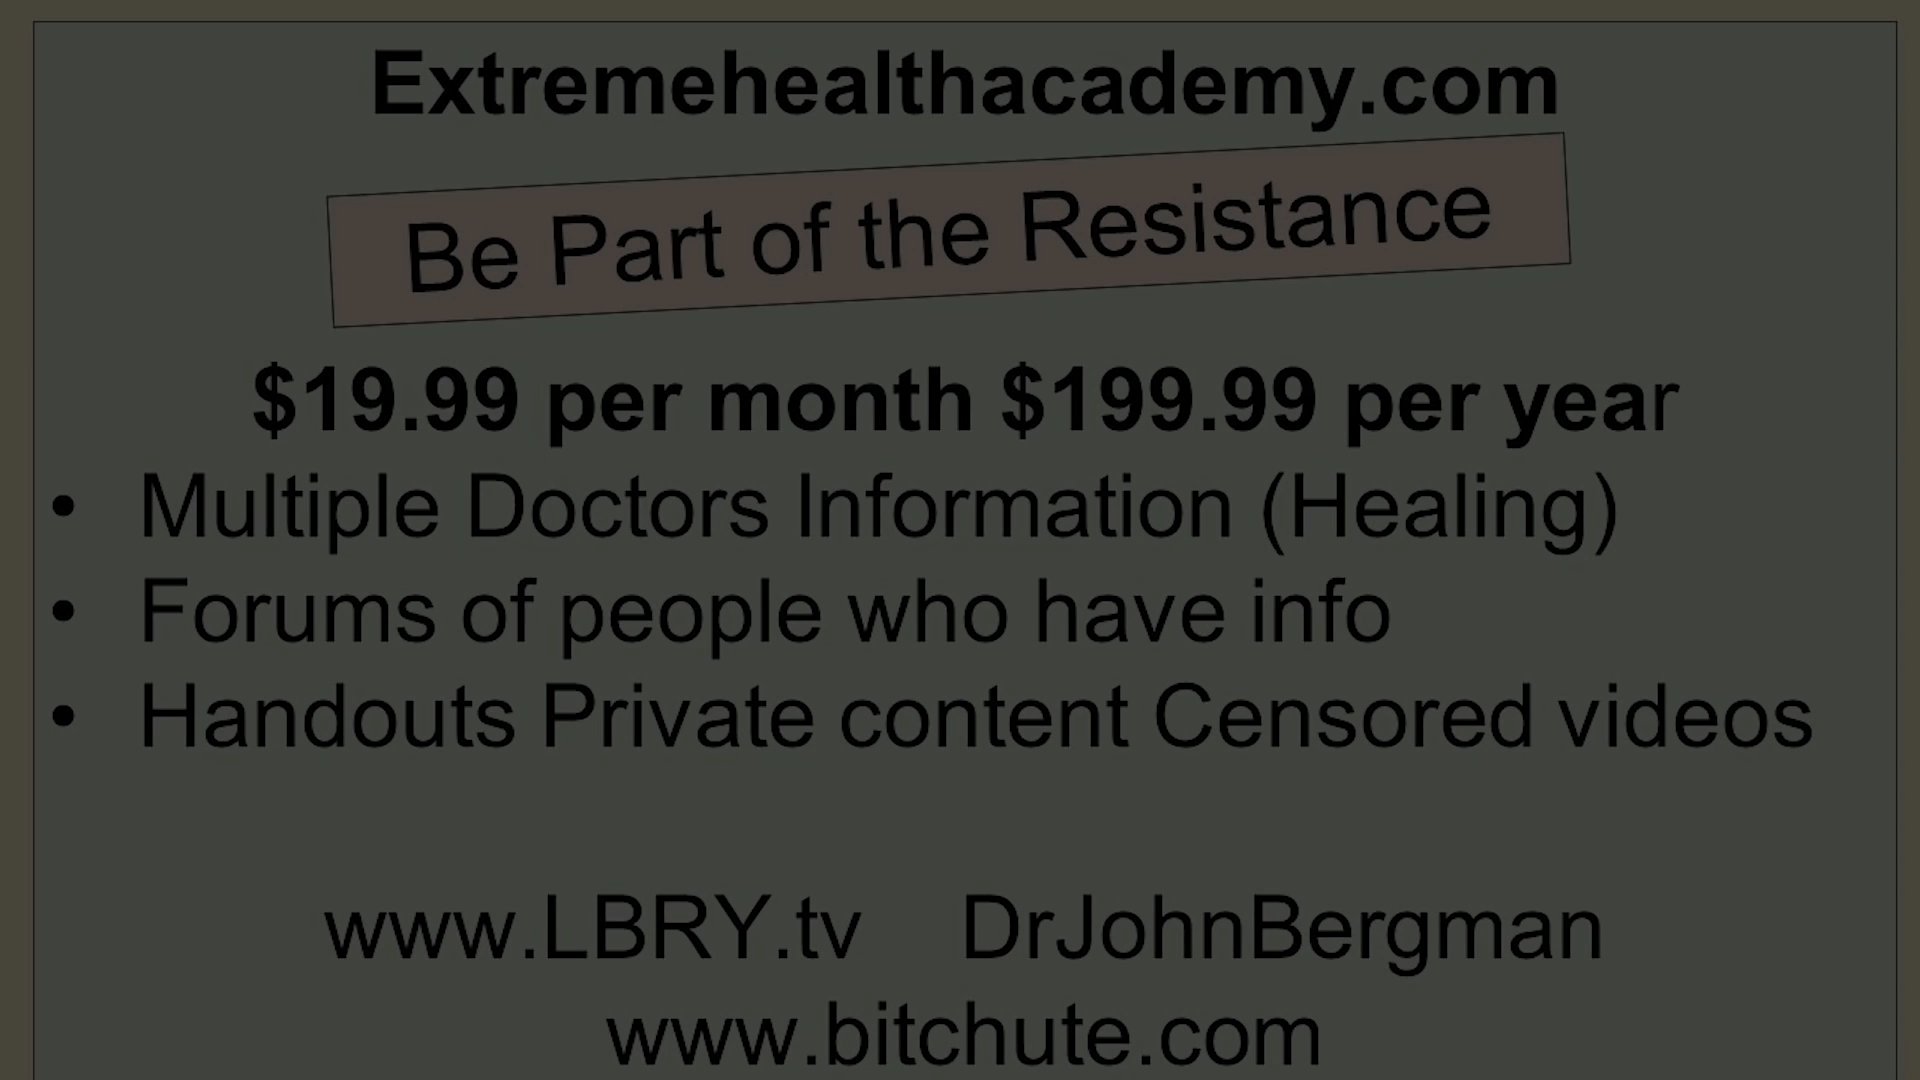 Extremehealthacademy.com
Be Part of the Resistance
$19.99 per month $199.99 per year
• Multiple Doctors Information (Healing)
• Forums of people who have info
• Handouts Private content Censored videos
www.LBRY.tv DrJohnBergman
www.bitchute.com